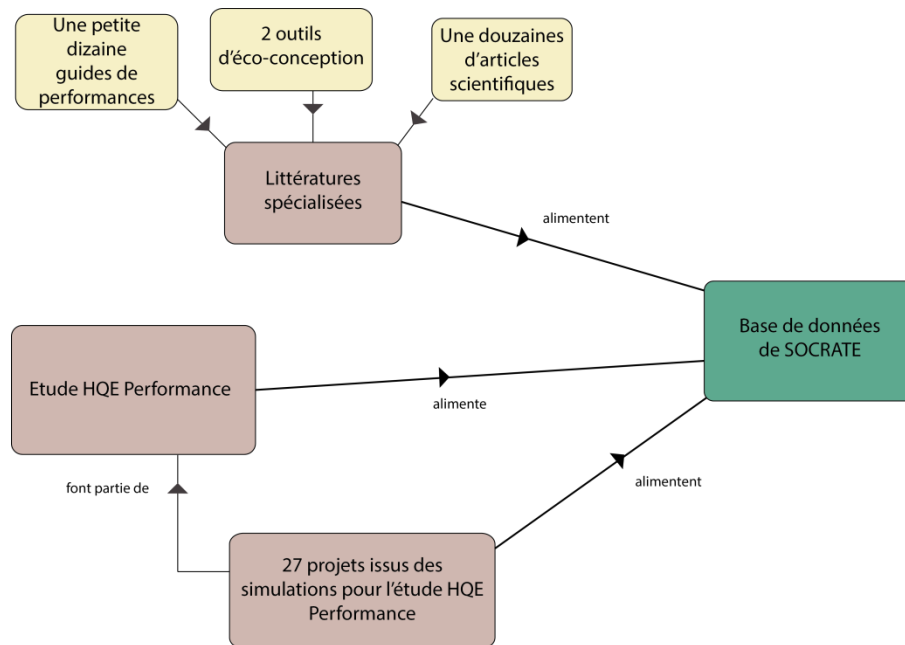 Une petite
dizaine
guides de
performances
2 outils
d'éco-conception
Une douzaines
d'articles
scientifiques
Littératures
spécialisées
alimentent
Base de données
de SOCRATE
Etude HQE Performance
alimente
font partie de
alimentent
27 projets issus des
simulations pour l'étude HQE
Performance